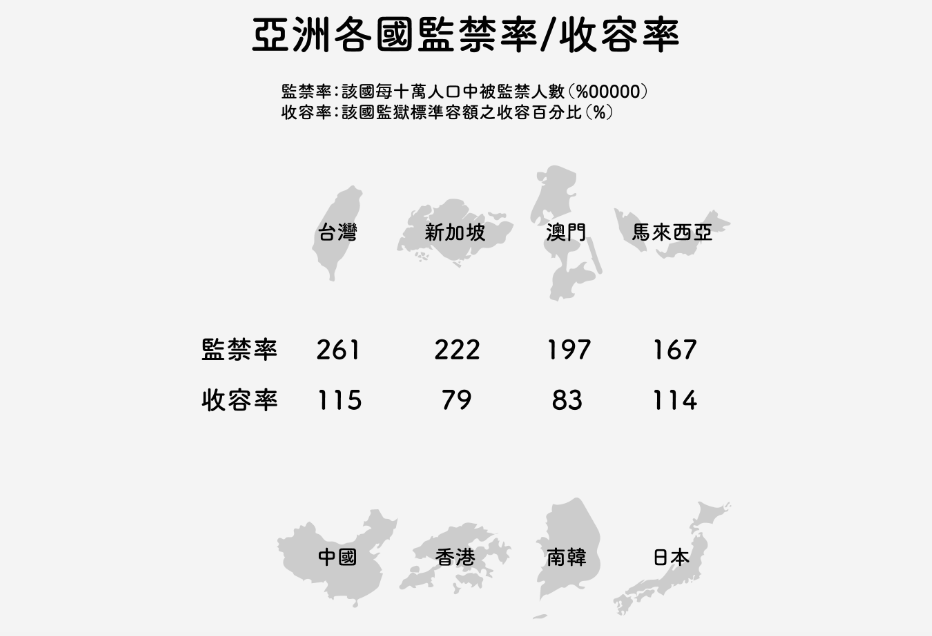 亞洲各國監禁率/收容率
監禁率:該國每十萬人口中被監禁人數(%00000)
收容率:該國監獄標準容額之收容百分比(%)
台灣 新加坡 澳門 馬來西亞
監禁率 261 222 197 167
收容率 115 79 83 114
中國 香港 南韓 日本